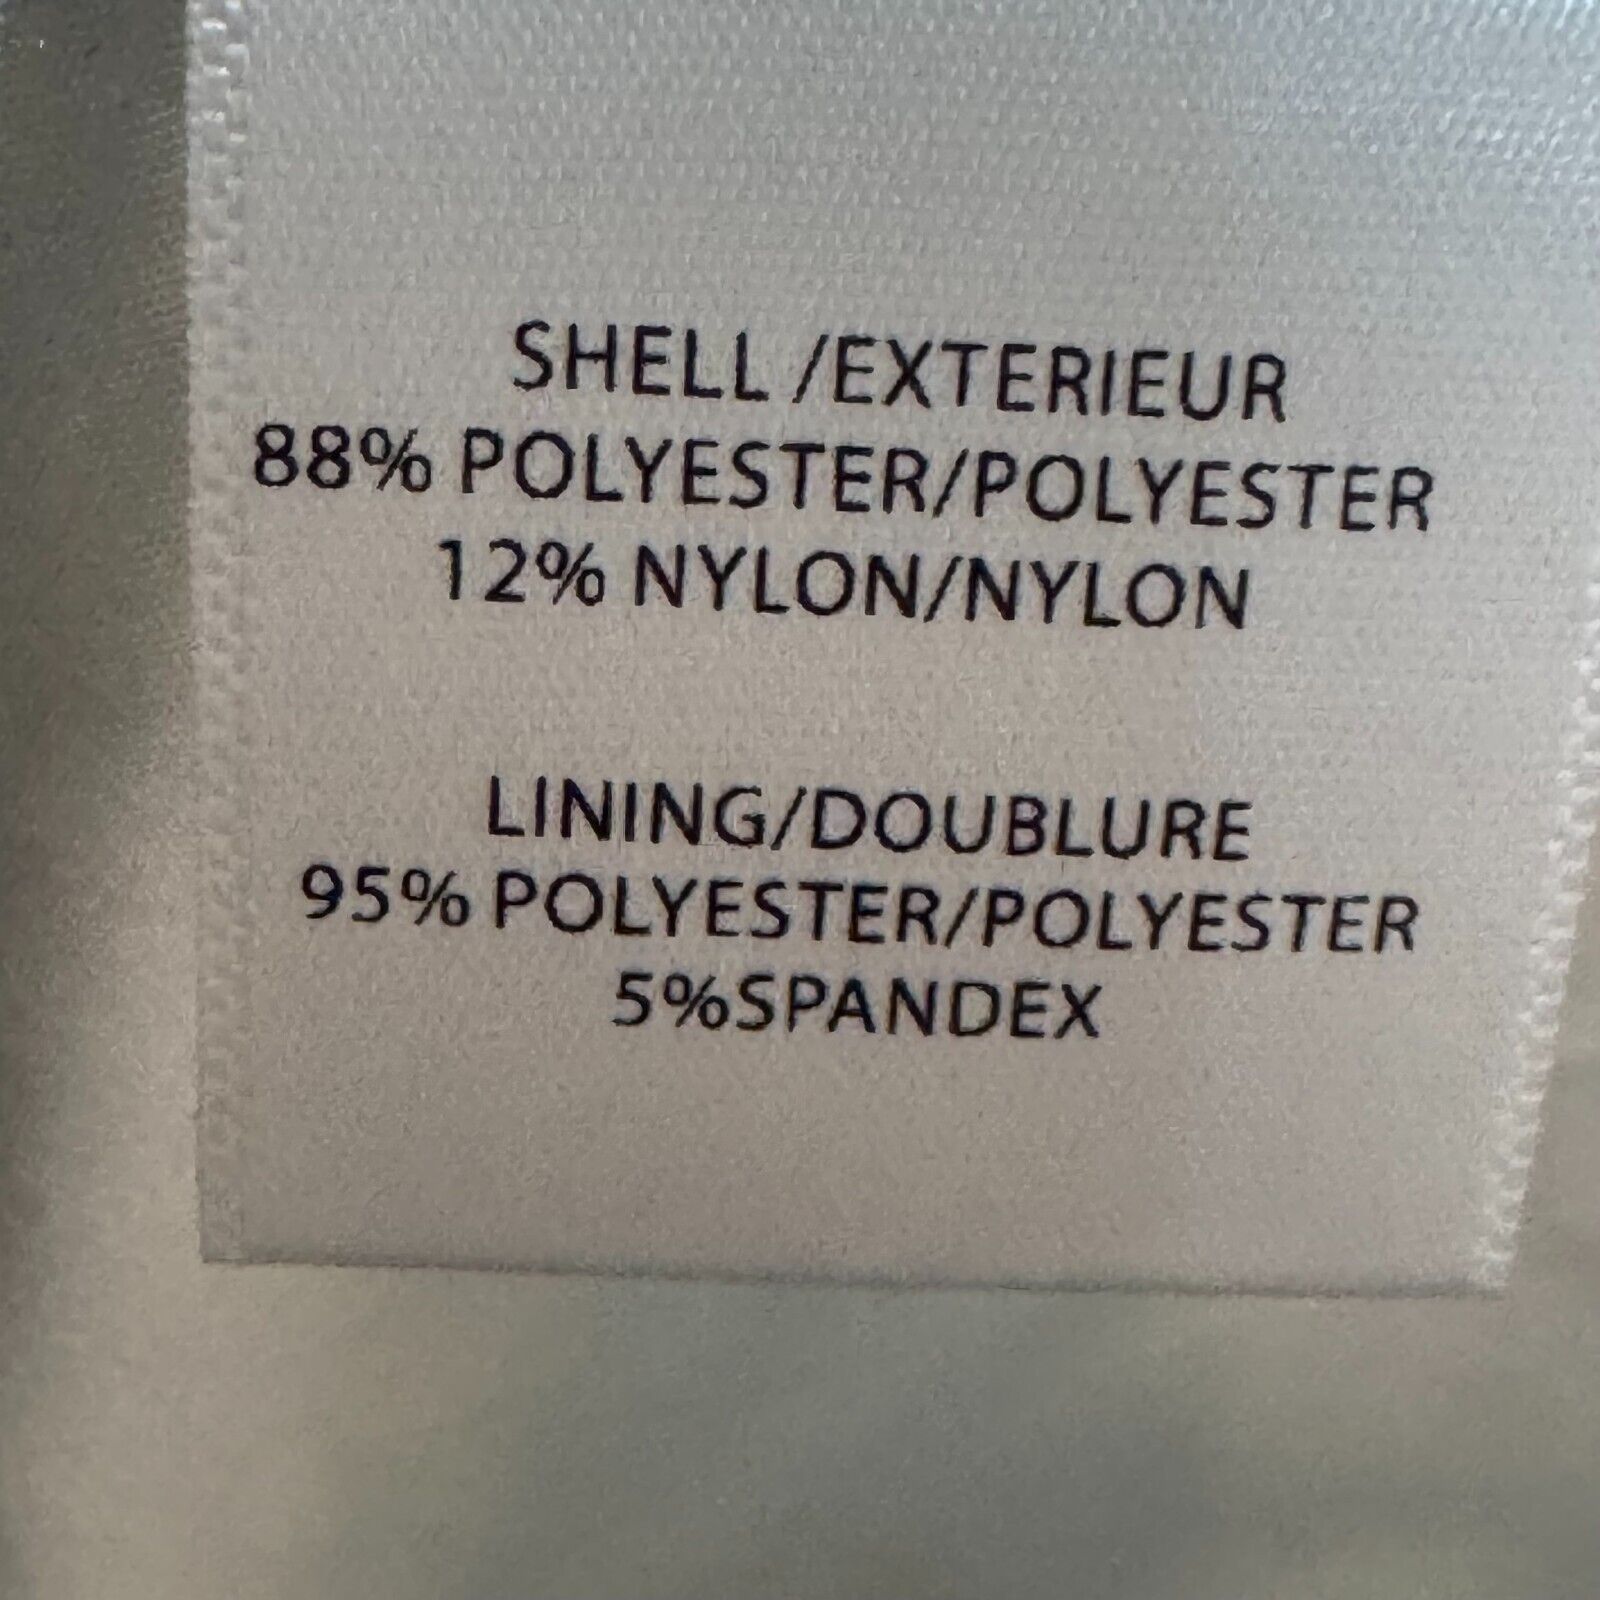 SHELL /EXTERIEUR
88% POLYESTER/POLYESTER
12% NYLON/NYLON
LINING/DOUBLURE
95% POLYESTER/POLYESTER
5%SPANDEX